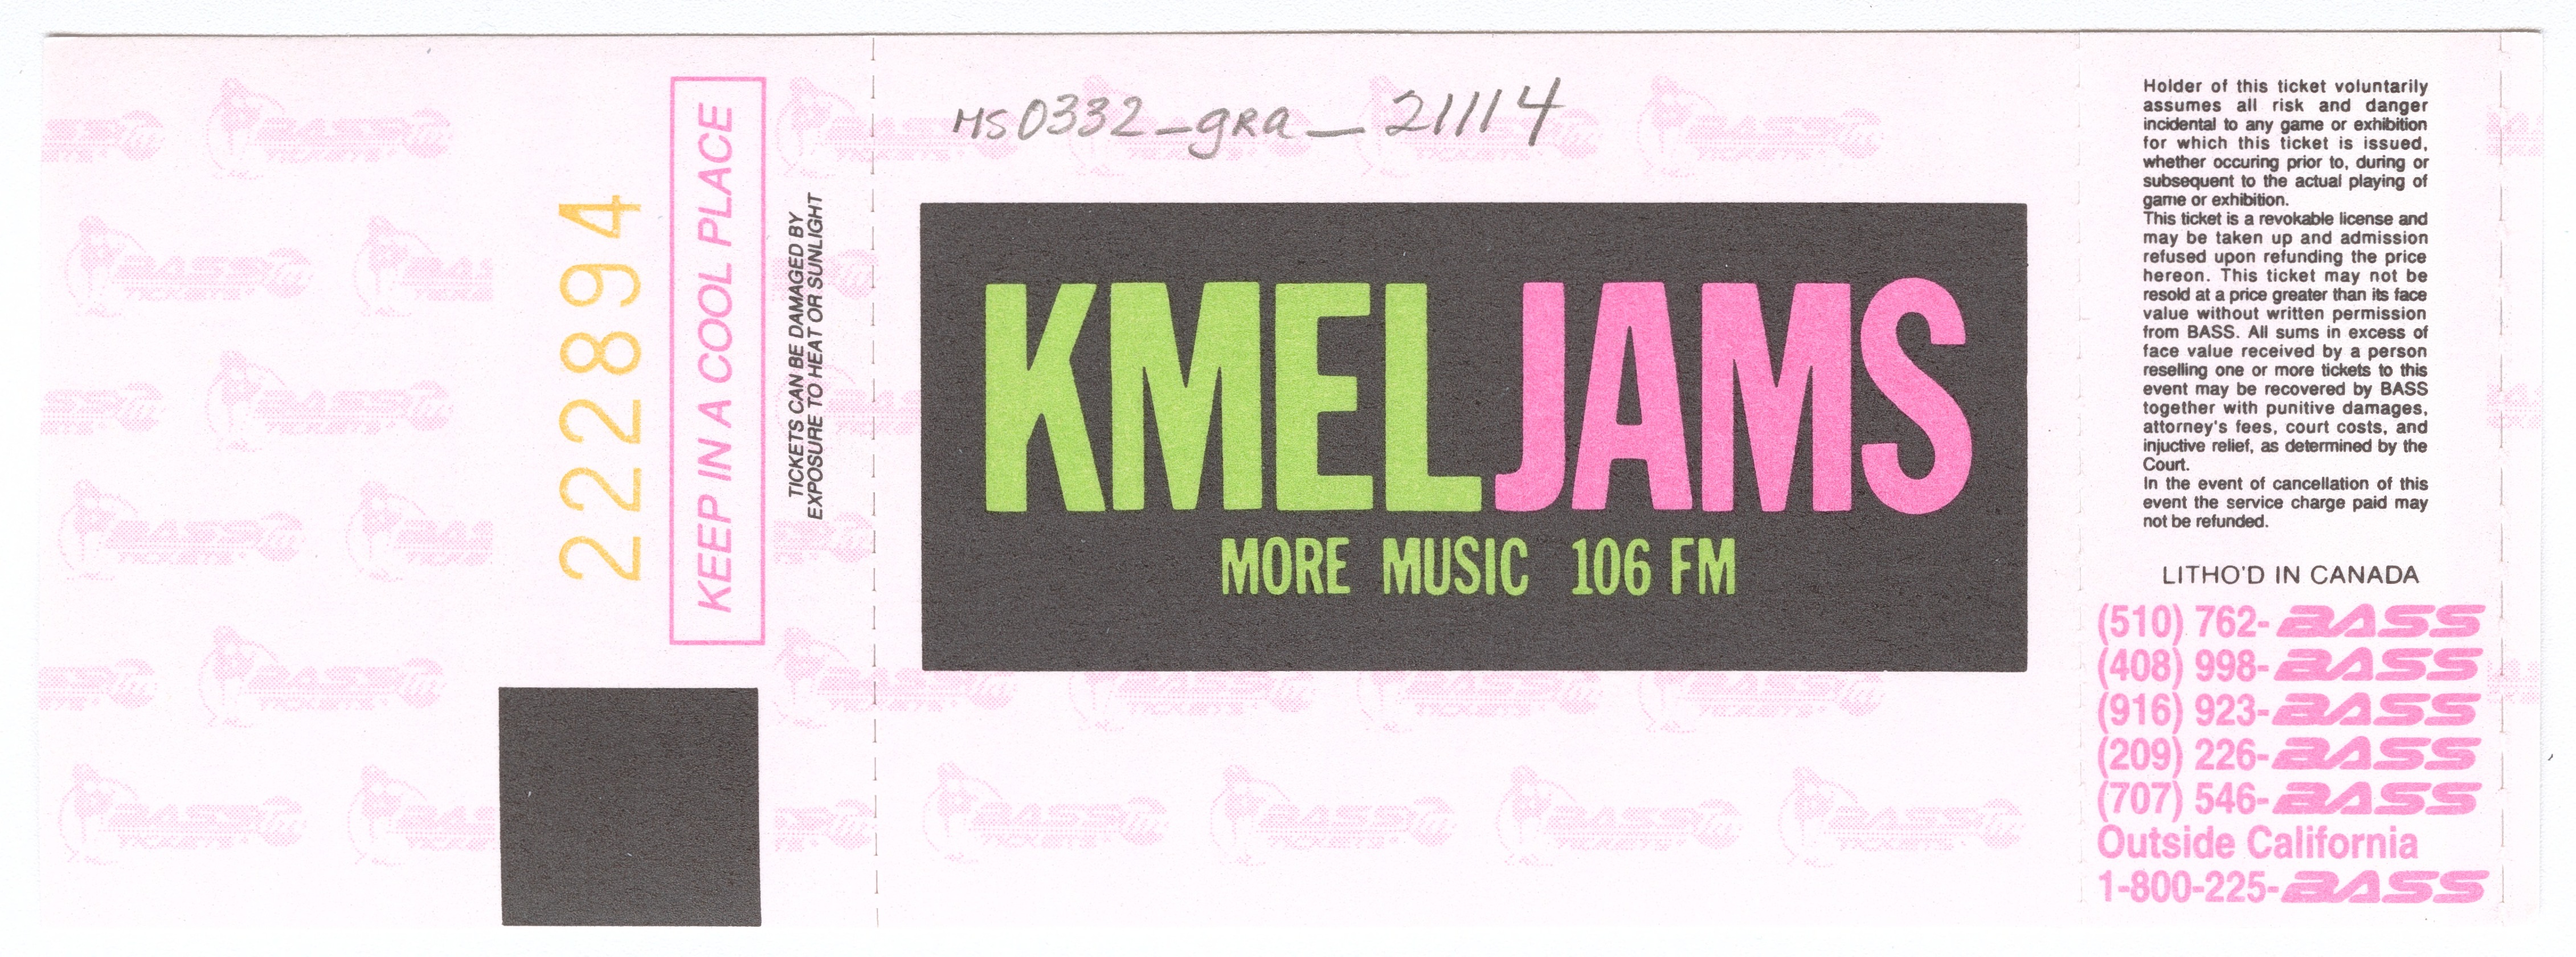 222894
KEEP IN A COOL PLACE
TICKETS CAN BE DAMAGED BY
EXPOSURE TO HEAT OR SUNLIGHT
MS0332_gRa_21114
KMELJAMS
MORE MUSIC 106 FM
Holder of this ticket voluntarily
assumes all risk and danger
incidental to any game or exhibition
for which this ticket is issued,
whether occuring prior to, during or
subsequent to the actual playing of
game or exhibition.
This ticket is a revokable license and
may be taken up and admission
refused upon refunding the price
hereon. This ticket may not be
resold at a price greater than its face
value without written permission
from BASS. All sums in excess of
face value received by a person
reselling one or more tickets to this
event may be recovered by BASS
together with punitive damages,
attorney's fees, court costs, and
injuctive relief, as determined by the
Court.
In the event of cancellation of this
event the service charge paid may
not be refunded.
LITHO'D IN CANADA
(510) 762-BASS
(408) 998-BASS
(916) 923-BASS
(209) 226-BASS
(707) 546-BASS
Outside California
1-800-225-BASS
BASS tm
TICKETS